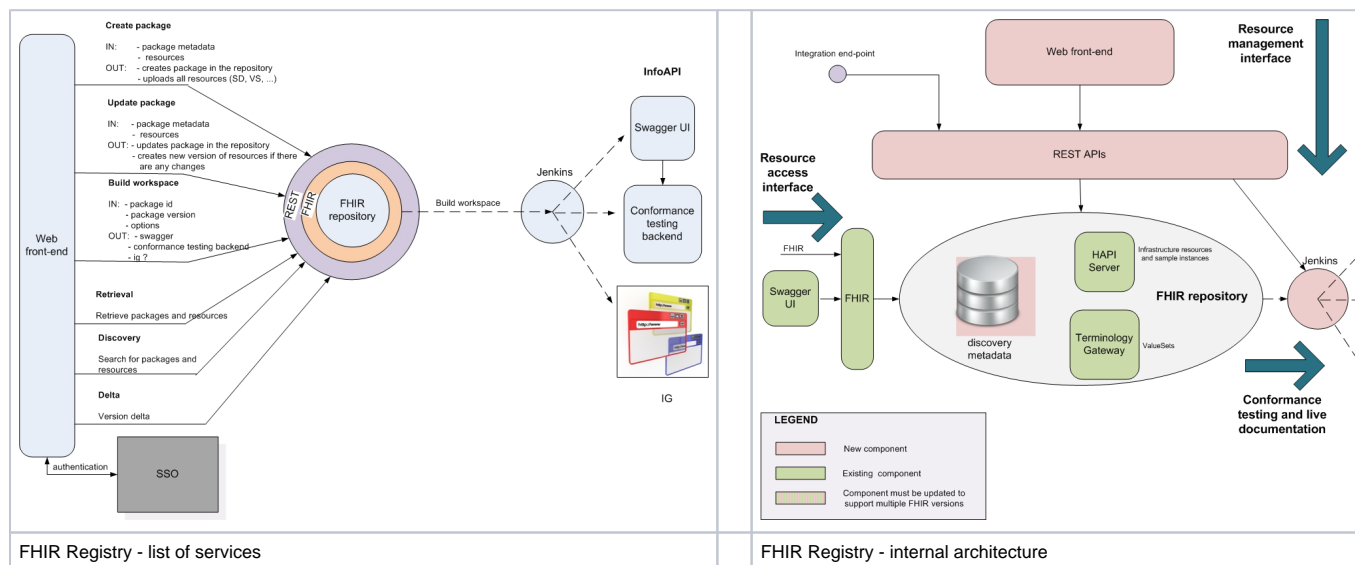 Create package
IN: - package metadata
- resources
OUT: - creates package in the repository
- uploads all resources (SD, VS, ...)
Update package
IN: - package metadata
- resources
OUT: - updates package in the repository
- creates new version of resources if there
are any changes
Build workspace
IN: - package id
- package version
- options
OUT: - swagger
- conformance testing backend
- ig ?
Web
front-end
Retrieval
Retrieve packages and resources
Discovery
Search for packages and
resources
Delta
Version delta
authentication
SSO
REST
FHIR
FHIR
repository
Build workspace
Jenkins
InfoAPI
Swagger UI
Conformance
testing
backend
http://www
IG
FHIR Registry - list of services
Integration end-point
Web front-end
Resource
management
interface
REST APIs
Resource
access
interface
FHIR
Swagger
UI
FHIR
discovery
metadata
HAPI
Server
Infrastructure resources
and sample instances
FHIR repository
Terminology
Gateway
ValueSets
Jenkins
Conformance
testing and live
documentation
LEGEND
New component
Existing component
Component must be updated to
support multiple FHIR versions
FHIR Registry - internal architecture